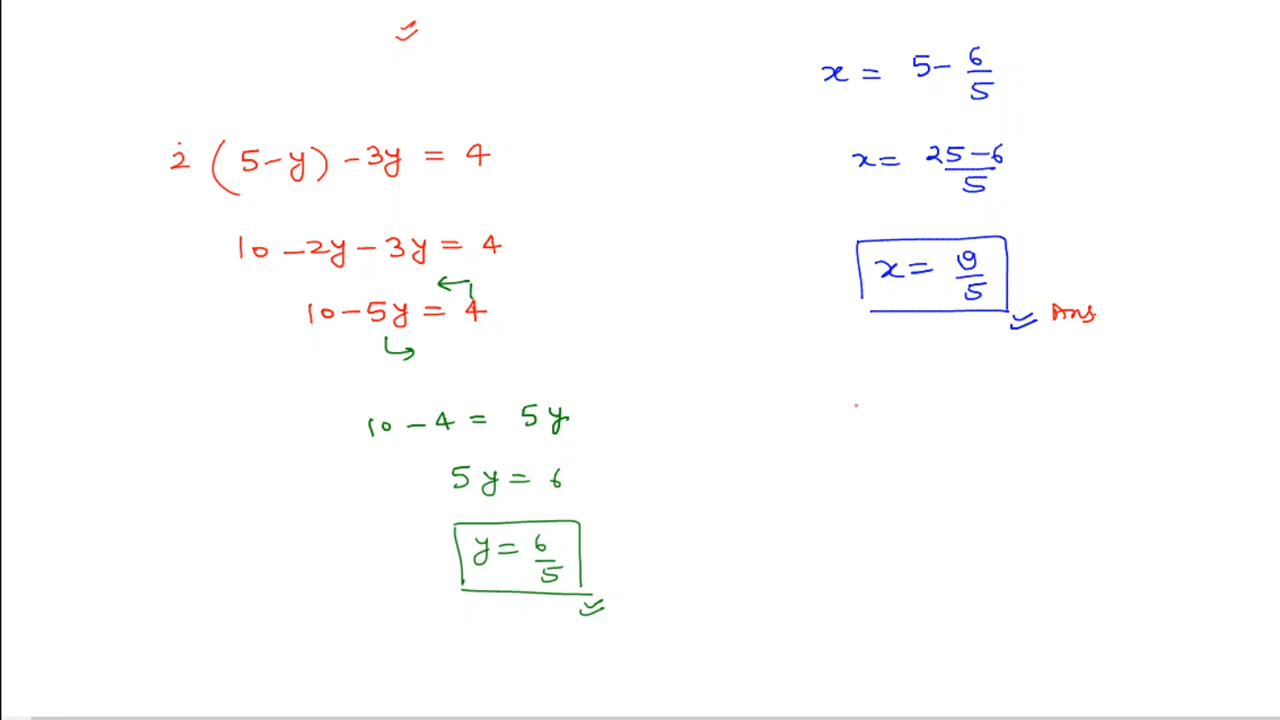 2 (5-y) - 3y = 4
10 - 2y - 3y = 4
10 - 5y = 4
10 - 4 = 5y
5y = 6
y = 6/5
x = 5 - 6/5
x = 25-6/5
x = 9/5
Ans